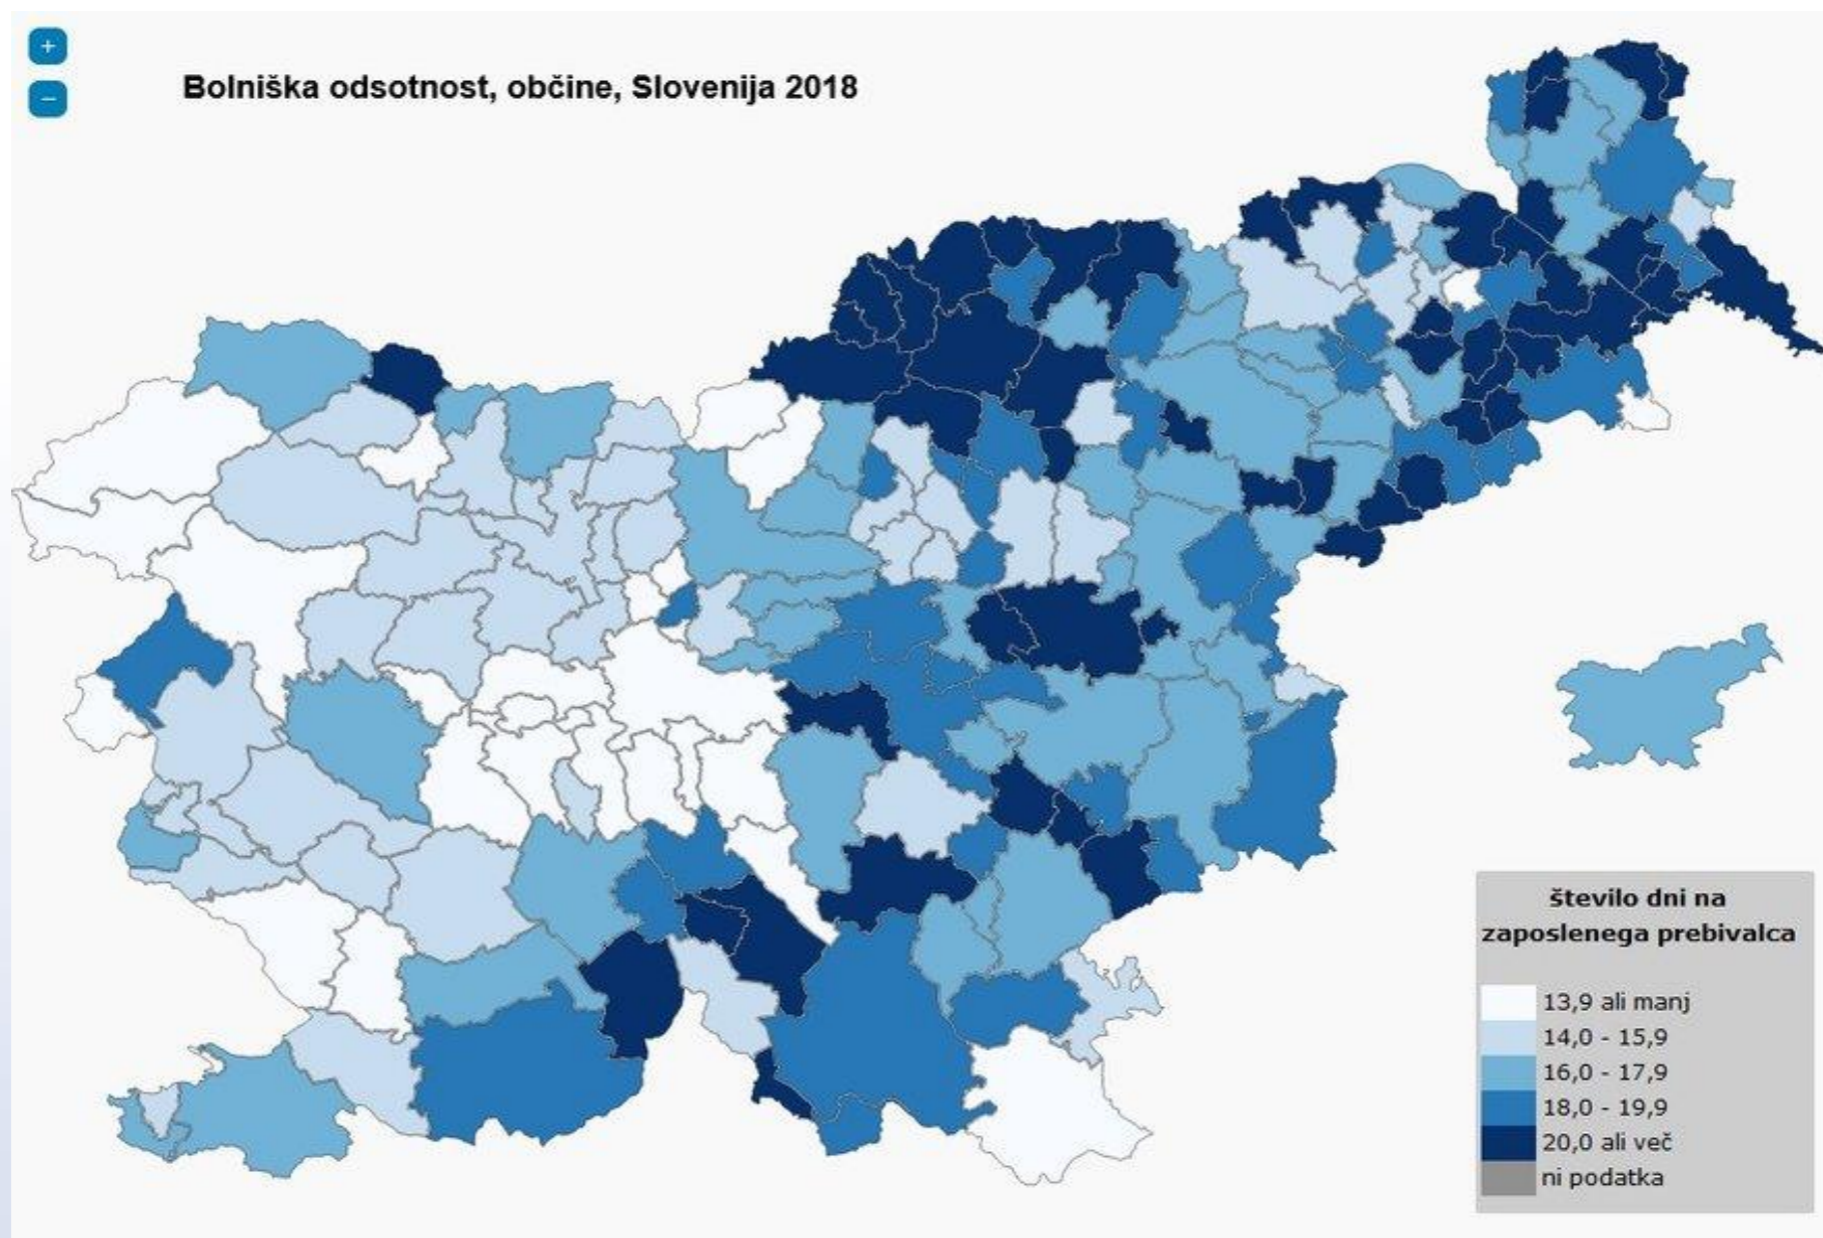 +
−
Bolniška odsotnost, občine, Slovenija 2018
število dni na
zaposlenega prebivalca
13,9 ali manj
14,0 - 15,9
16,0 - 17,9
18,0 - 19,9
20,0 ali več
ni podatka